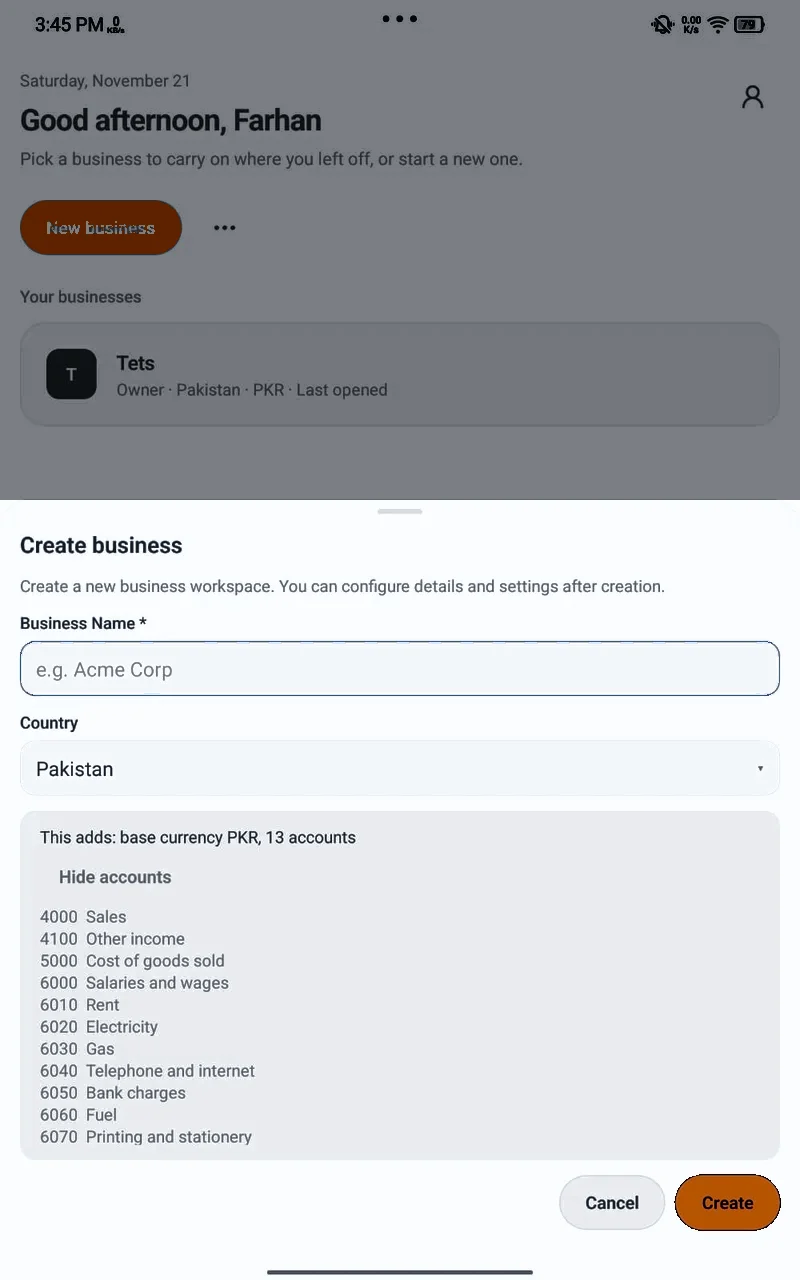 3:45 PM 0 KB/s
0.00 K/s 79
Saturday, November 21
Good afternoon, Farhan
Pick a business to carry on where you left off, or start a new one.
New business
Your businesses
T
Tets
Owner · Pakistan · PKR · Last opened
Create business
Create a new business workspace. You can configure details and settings after creation.
Business Name *
e.g. Acme Corp
Country
Pakistan
This adds: base currency PKR, 13 accounts
Hide accounts
4000 Sales
4100 Other income
5000 Cost of goods sold
6000 Salaries and wages
6010 Rent
6020 Electricity
6030 Gas
6040 Telephone and internet
6050 Bank charges
6060 Fuel
6070 Printing and stationery
Cancel
Create